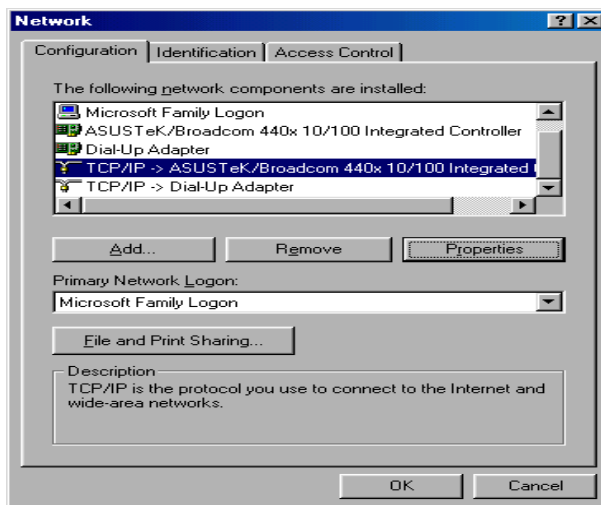 Network
Configuration Identification Access Control
The following network components are installed:
Microsoft Family Logon
ASUSTeK/Broadcom 440x 10/100 Integrated Controller
Dial-Up Adapter
TCP/IP -> ASUSTeK/Broadcom 440x 10/100 Integrated
TCP/IP -> Dial-Up Adapter
Add... Remove Properties
Primary Network Logon:
Microsoft Family Logon
File and Print Sharing...
Description
TCP/IP is the protocol you use to connect to the Internet and
wide-area networks.
OK Cancel